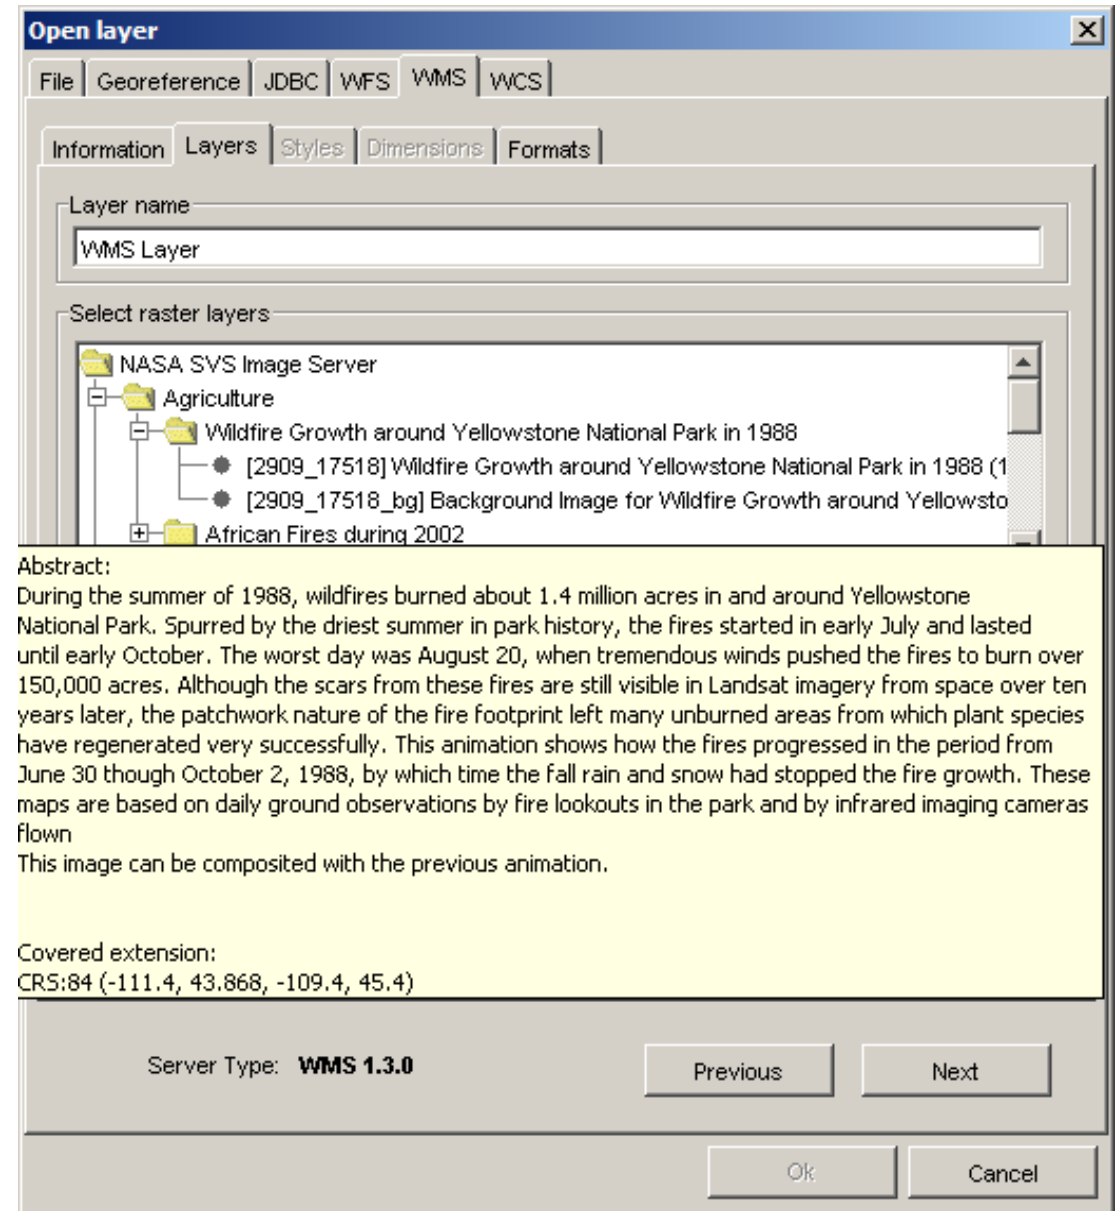 Open layer
File Georeference JDBC WFS WMS WCS
Information Layers Styles Dimensions Formats
Layer name
WMS Layer
Select raster layers
NASA SVS Image Server
Agriculture
Wildfire Growth around Yellowstone National Park in 1988
[2909_17518] Wildfire Growth around Yellowstone National Park in 1988 (1
[2909_17518_bg] Background Image for Wildfire Growth around Yellowsto
African Fires during 2002
Abstract:
During the summer of 1988, wildfires burned about 1.4 million acres in and around Yellowstone
National Park. Spurred by the driest summer in park history, the fires started in early July and lasted
until early October. The worst day was August 20, when tremendous winds pushed the fires to burn over
150,000 acres. Although the scars from these fires are still visible in Landsat imagery from space over ten
years later, the patchwork nature of the fire footprint left many unburned areas from which plant species
have regenerated very successfully. This animation shows how the fires progressed in the period from
June 30 though October 2, 1988, by which time the fall rain and snow had stopped the fire growth. These
maps are based on daily ground observations by fire lookouts in the park and by infrared imaging cameras
flown
This image can be composited with the previous animation.
Covered extension:
CRS:84 (-111.4, 43.868, -109.4, 45.4)
Server Type: WMS 1.3.0 Previous Next
Ok Cancel